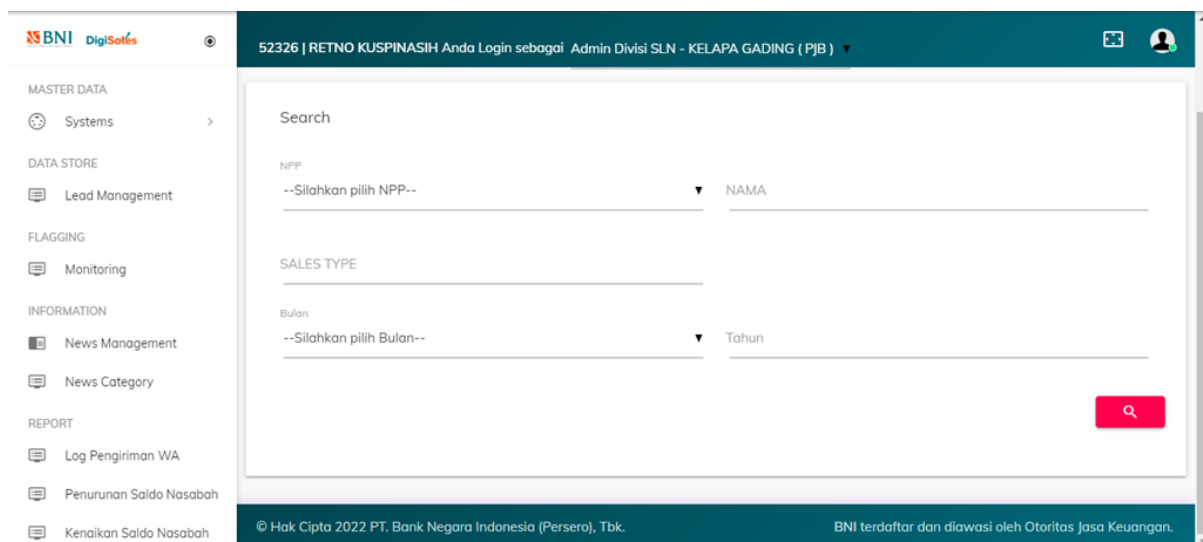 BNI DigiSales
52326 | RETNO KUSPINASIH Anda Login sebagai Admin Divisi SLN - KELAPA GADING ( PJB )
MASTER DATA
Systems
DATA STORE
Lead Management
FLAGGING
Monitoring
INFORMATION
News Management
News Category
REPORT
Log Pengiriman WA
Penurunan Saldo Nasabah
Kenaikan Saldo Nasabah
Search
NPP
--Silahkan pilih NPP--
NAMA
SALES TYPE
Bulan
--Silahkan pilih Bulan--
Tahun
© Hak Cipta 2022 PT. Bank Negara Indonesia (Persero), Tbk.
BNI terdaftar dan diawasi oleh Otoritas Jasa Keuangan.